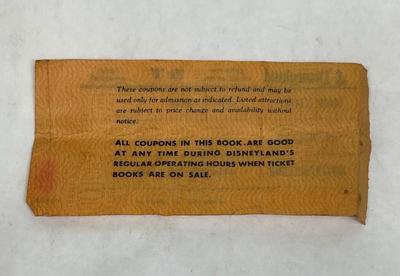 These coupons are not subject to refund and may be
used only for admission as indicated. Listed attractions
are subject to price change and availability without
notice.
ALL COUPONS IN THIS BOOK ARE GOOD
AT ANY TIME DURING DISNEYLAND'S
REGULAR OPERATING HOURS WHEN TICKET
BOOKS ARE ON SALE.